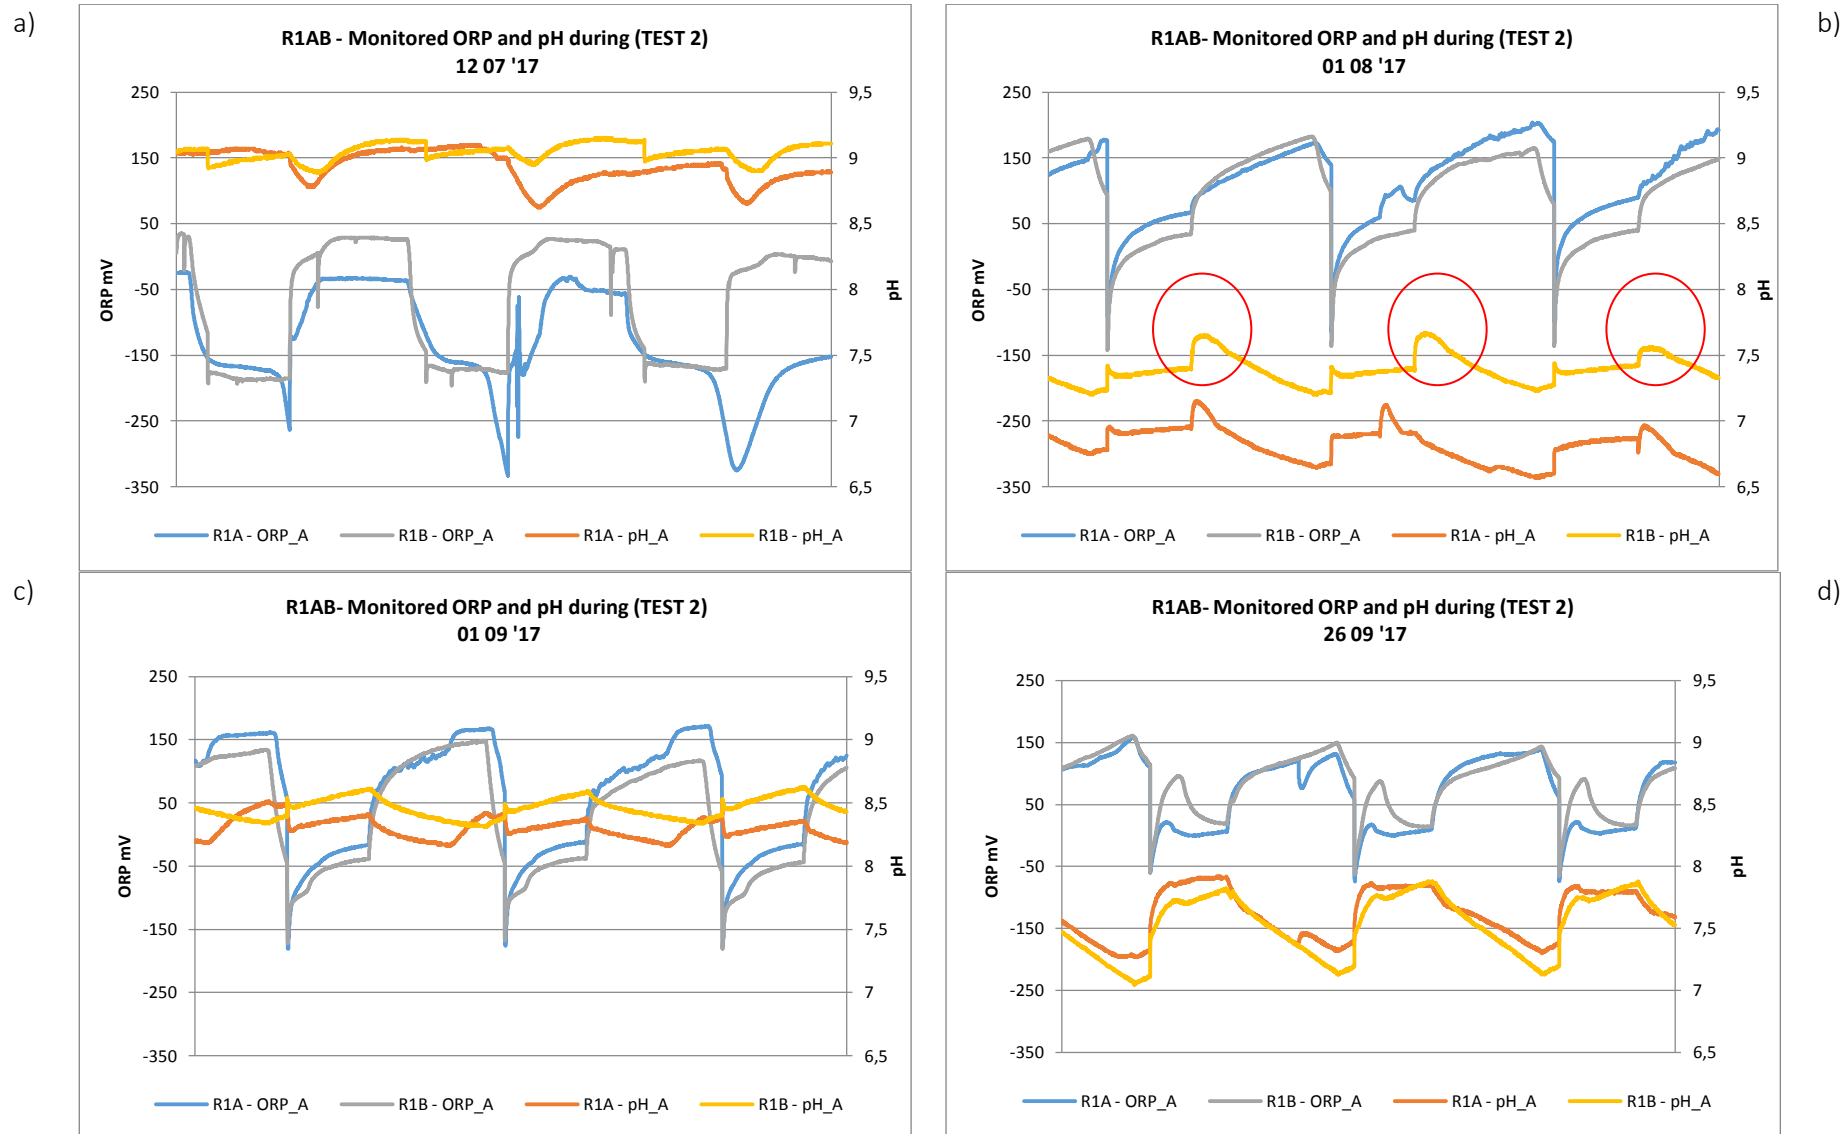 a)
R1AB - Monitored ORP and pH during (TEST 2)
12 07 '17
250
150
50
-50
-150
-250
-350
ORP mV
9,5
9
8,5
8
7,5
7
6,5
pH
R1A - ORP_A
R1B - ORP_A
R1A - pH_A
R1B - pH_A
b)
R1AB- Monitored ORP and pH during (TEST 2)
01 08 '17
250
150
50
-50
-150
-250
-350
ORP mV
9,5
9
8,5
8
7,5
7
6,5
pH
R1A - ORP_A
R1B - ORP_A
R1A - pH_A
R1B - pH_A
c)
R1AB- Monitored ORP and pH during (TEST 2)
01 09 '17
250
150
50
-50
-150
-250
-350
ORP mV
9,5
9
8,5
8
7,5
7
6,5
pH
R1A - ORP_A
R1B - ORP_A
R1A - pH_A
R1B - pH_A
d)
R1AB- Monitored ORP and pH during (TEST 2)
26 09 '17
250
150
50
-50
-150
-250
-350
ORP mV
9,5
9
8,5
8
7,5
7
6,5
pH
R1A - ORP_A
R1B - ORP_A
R1A - pH_A
R1B - pH_A